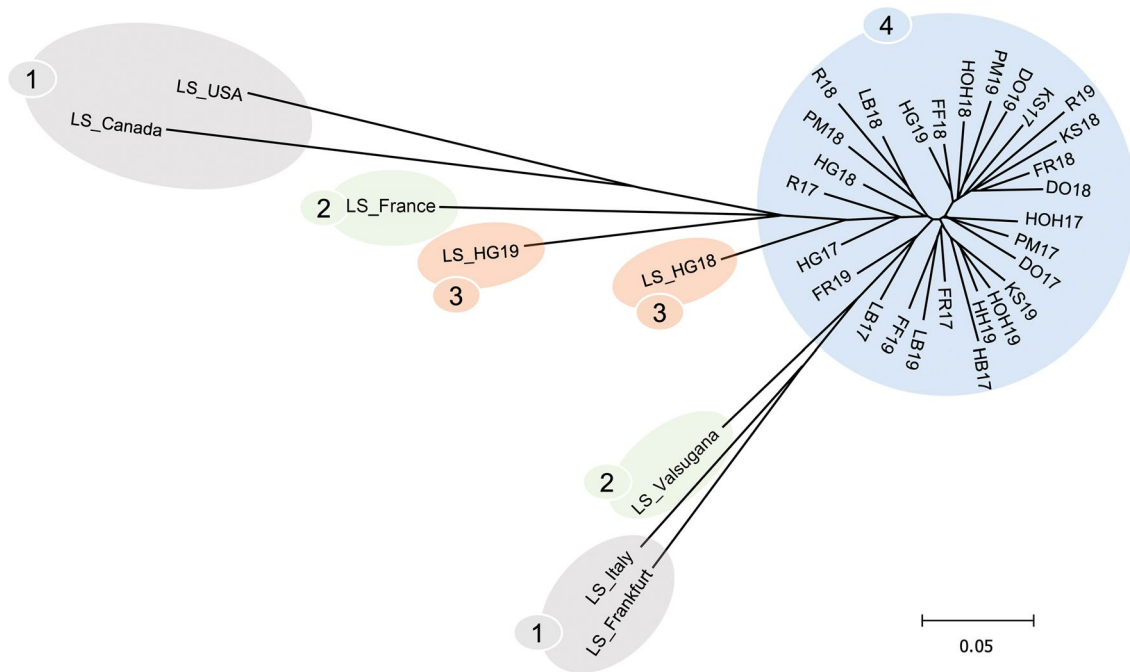 4
1
LS_USA
LS_Canada
2
LS_France
LS_HG19
3
LS_HG18
3
R18
LB18
HG19
FF18
HOH18
PM19
DO19
KS17
R19
KS18
FR18
DO18
PM18
HG18
R17
HG17
FR19
HOH17
PM17
DO17
KS19
HOH19
HH19
HB17
FR17
LB19
FF19
LB17
2
LS_Valsugana
LS_Italy
LS_Frankfurt
1
0.05